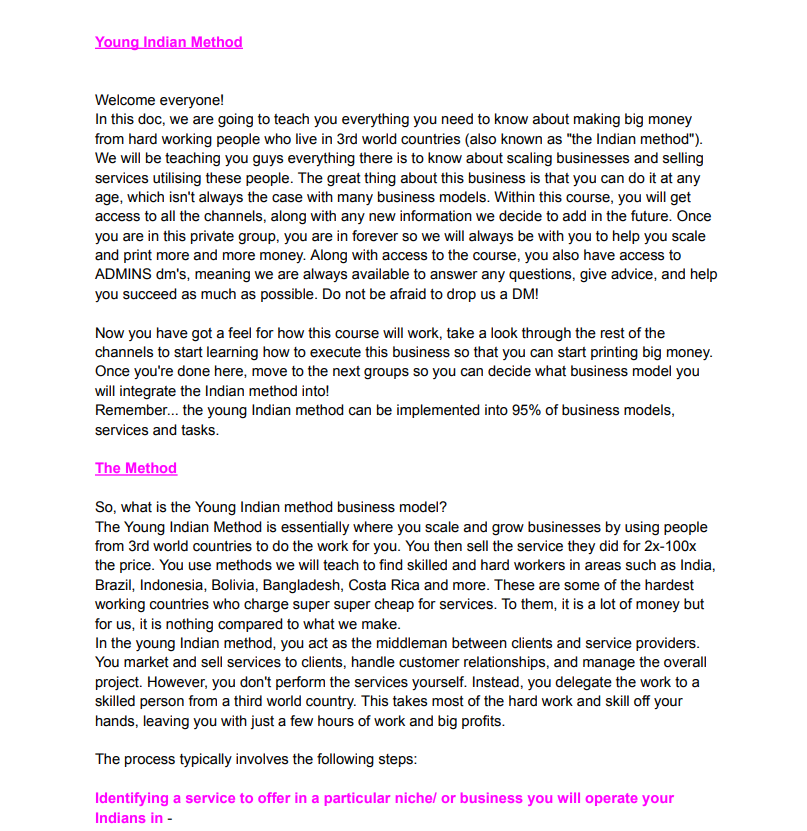 Young Indian Method
Welcome everyone!
In this doc, we are going to teach you everything you need to know about making big money
from hard working people who live in 3rd world countries (also known as "the Indian method").
We will be teaching you guys everything there is to know about scaling businesses and selling
services utilising these people. The great thing about this business is that you can do it at any
age, which isn't always the case with many business models. Within this course, you will get
access to all the channels, along with any new information we decide to add in the future. Once
you are in this private group, you are in forever so we will always be with you to help you scale
and print more and more money. Along with access to the course, you also have access to
ADMINS dm's, meaning we are always available to answer any questions, give advice, and help
you succeed as much as possible. Do not be afraid to drop us a DM!
Now you have got a feel for how this course will work, take a look through the rest of the
channels to start learning how to execute this business so that you can start printing big money.
Once you're done here, move to the next groups so you can decide what business model you
will integrate the Indian method into!
Remember... the young Indian method can be implemented into 95% of business models,
services and tasks.
The Method
So, what is the Young Indian method business model?
The Young Indian Method is essentially where you scale and grow businesses by using people
from 3rd world countries to do the work for you. You then sell the service they did for 2x-100x
the price. You use methods we will teach to find skilled and hard workers in areas such as India,
Brazil, Indonesia, Bolivia, Bangladesh, Costa Rica and more. These are some of the hardest
working countries who charge super super cheap for services. To them, it is a lot of money but
for us, it is nothing compared to what we make.
In the young Indian method, you act as the middleman between clients and service providers.
You market and sell services to clients, handle customer relationships, and manage the overall
project. However, you don't perform the services yourself. Instead, you delegate the work to a
skilled person from a third world country. This takes most of the hard work and skill off your
hands, leaving you with just a few hours of work and big profits.
The process typically involves the following steps:
Identifying a service to offer in a particular niche/ or business you will operate your
Indians in -